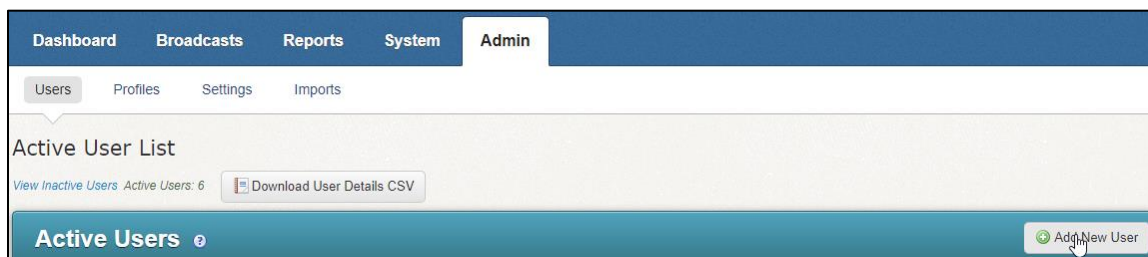 Dashboard Broadcasts Reports System Admin
Users Profiles Settings Imports
Active User List
View Inactive Users Active Users: 6 Download User Details CSV
Active Users ? Add New User